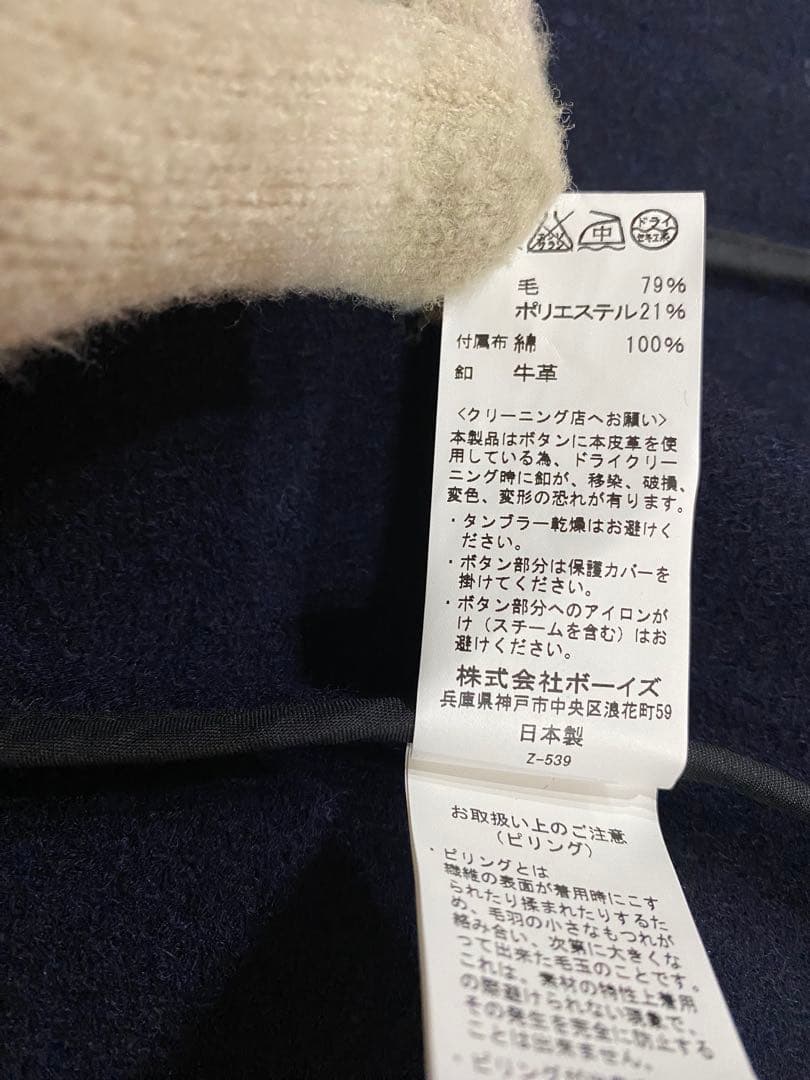 エンソサラシ
中
ドライ
セキユ系
毛 79%
ポリエステル21%
付属布 綿 100%
釦 牛革
<クリーニング店へお願い>
本製品はボタンに本皮革を使
用している為、ドライクリー
ニング時に釦が、移染、破損、
変色、変形の恐れが有ります。
・タンブラー乾燥はお避けく
ださい。
・ボタン部分は保護カバーを
掛けてください。
・ボタン部分へのアイロンが
け(スチームを含む)はお
避けください。
株式会社ボーイズ
兵庫県神戸市中央区浪花町59
日本製
Z-539
お取扱い上のご注意
(ピリング)
・ピリングとは
繊維の表面が着用時にこす
られたり揉まれたりするた
め、毛羽の小さなもつれが
絡み合い、次第に大きくな
って出来た毛玉のことです。
これは、素材の特性上着用
の際避けられない現象で、
その発生を完全に防止する
ことは出来ません。
・ピリング